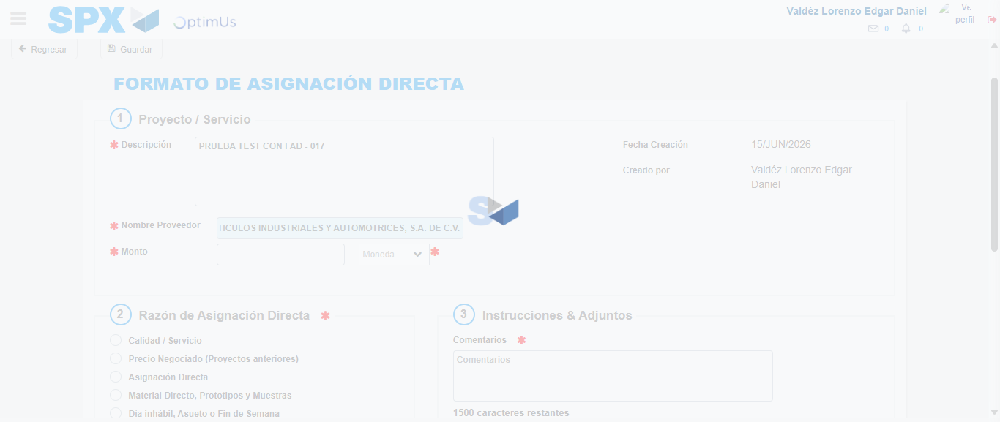 SPX
OptimUs
Valdéz Lorenzo Edgar Daniel
0
0
perfil
Regresar
Guardar
FORMATO DE ASIGNACIÓN DIRECTA
1 Proyecto / Servicio
* Descripción
PRUEBA TEST CON FAD - 017
Fecha Creación
15/JUN/2026
Creado por
Valdéz Lorenzo Edgar
Daniel
S
* Nombre Proveedor
TICULOS INDUSTRIALES Y AUTOMOTRICES, S.A. DE C.V.
* Monto
Moneda *
2 Razón de Asignación Directa *
Calidad / Servicio
Precio Negociado (Proyectos anteriores)
Asignación Directa
Material Directo, Prototipos y Muestras
Día inhábil, Asueto o Fin de Semana
3 Instrucciones & Adjuntos
Comentarios *
Comentarios
1500 caracteres restantes